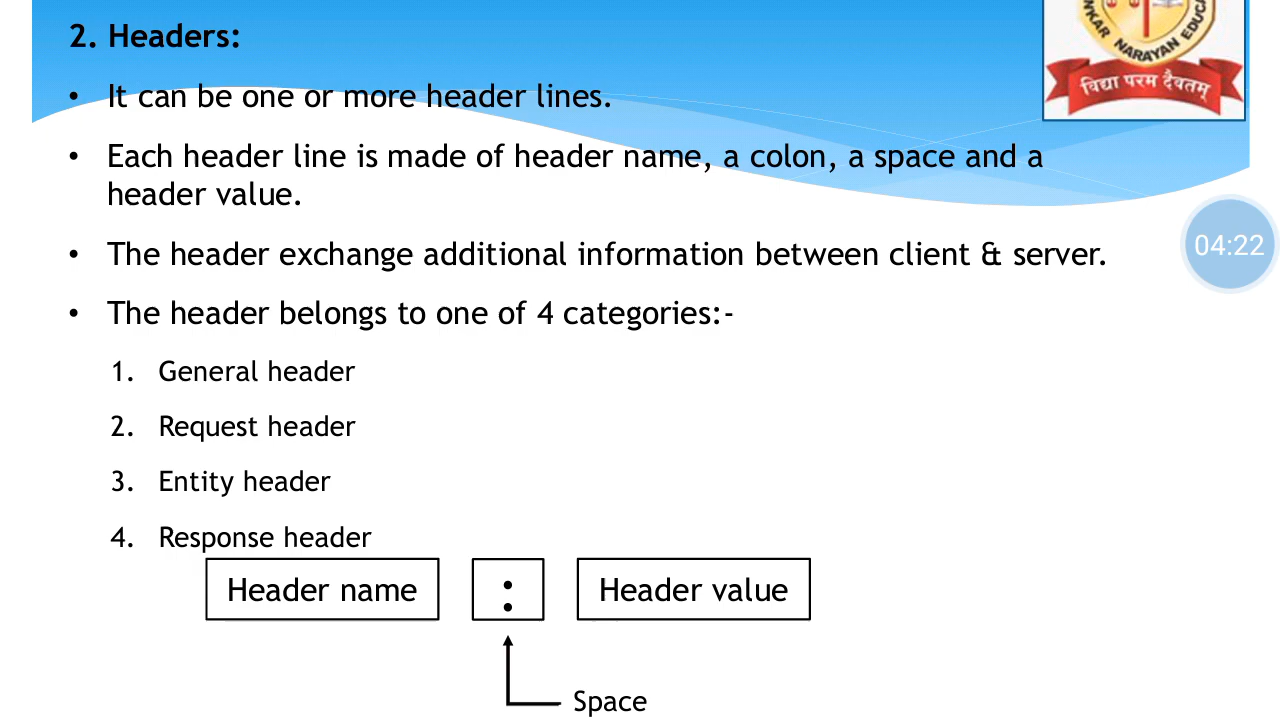 2. Headers:
NKAR NARAYAN EDUCA
विद्या परम दैवतम्
• It can be one or more header lines.
• Each header line is made of header name, a colon, a space and a
header value.
04:22
• The header exchange additional information between client & server.
• The header belongs to one of 4 categories:-
1. General header
2. Request header
3. Entity header
4. Response header
Header name : Header value
Space